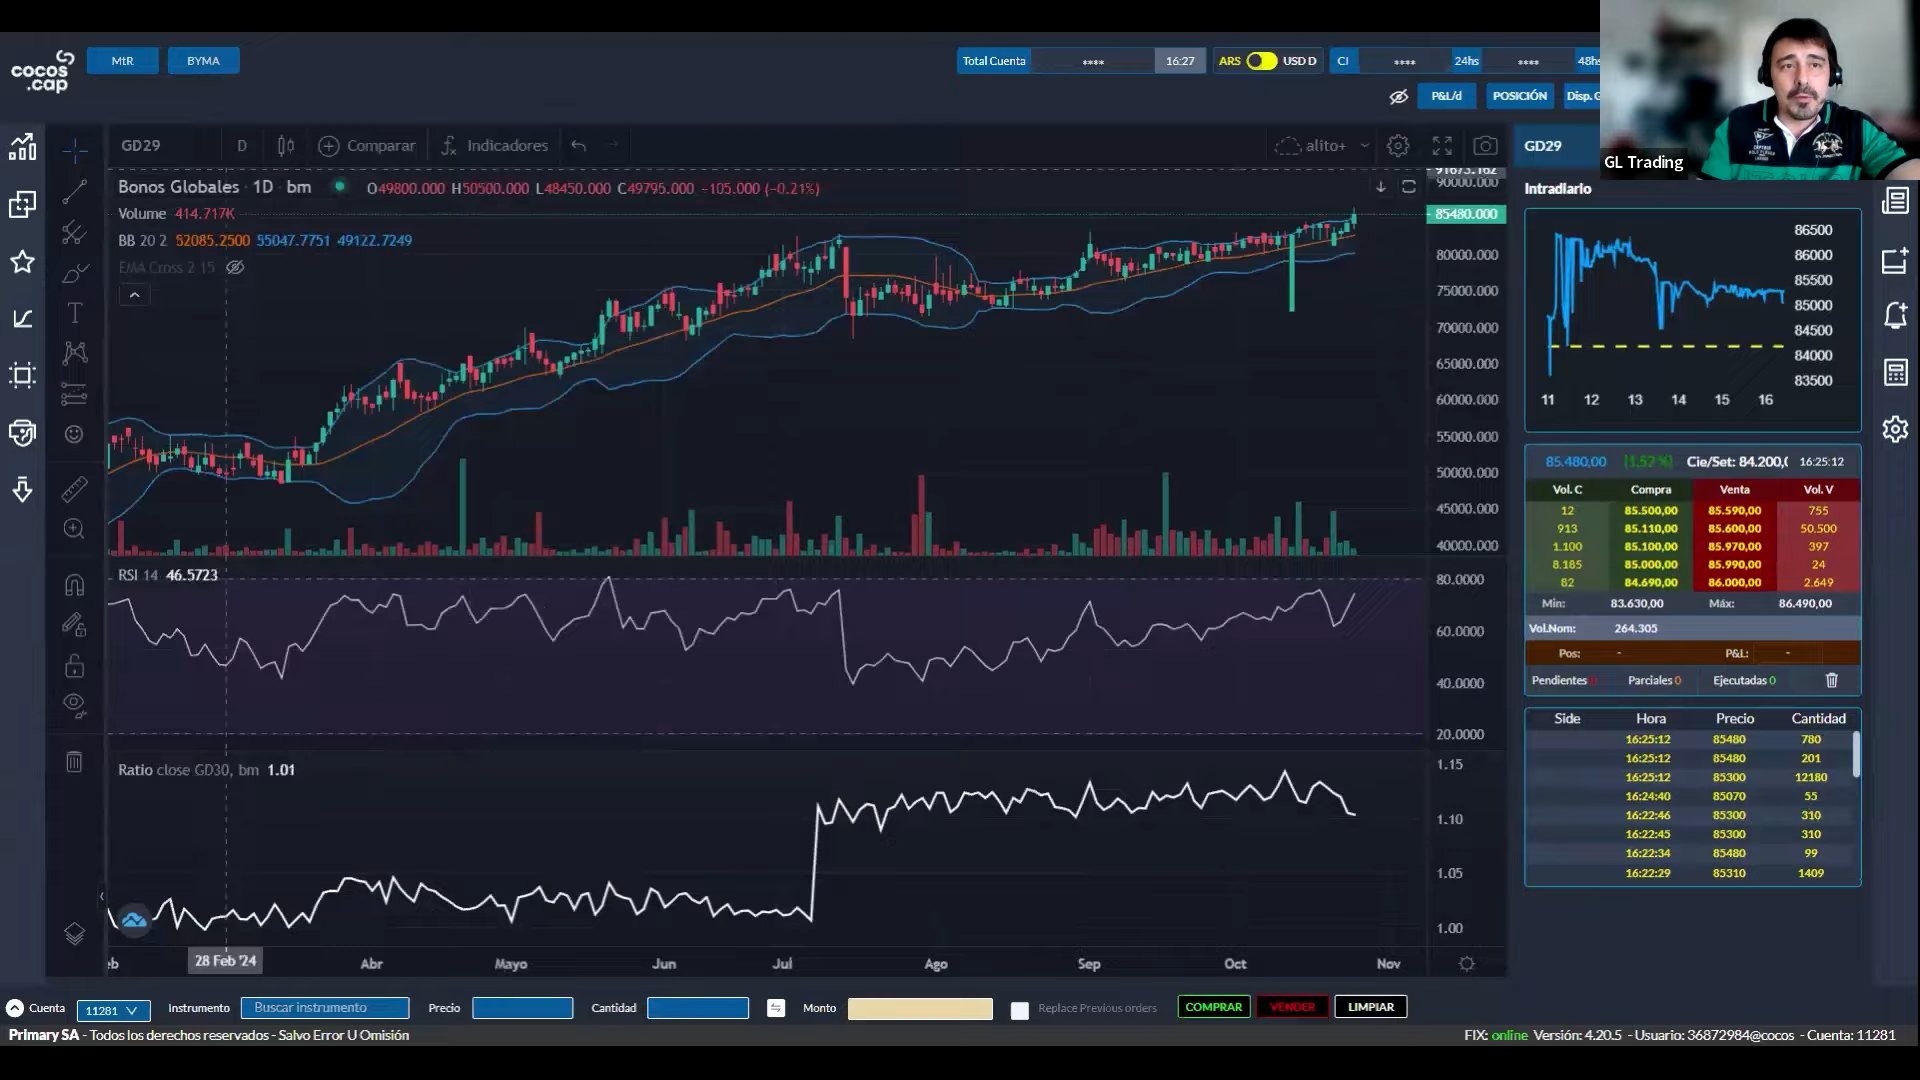 cocos
.cap
MtR
BYMA
Total Cuenta
****
16:27
ARS
USD D
CI
****
24hs
****
48hs
P&L/d
POSICIÓN
Disp. G
GL Trading
GD29
D
Comparar
Indicadores
alito+
GD29
Intradiario
Bonos Globales · 1D · bm
O49800.000 H50500.000 L48450.000 C49795.000 -105.000 (-0.21%)
Volume 414.717K
BB 20 2 52085.2500 55047.7751 49122.7249
EMA Cross 2 15
91673.162
90000.000
85480.000
80000.000
75000.000
70000.000
65000.000
60000.000
55000.000
50000.000
45000.000
40000.000
RSI 14 46.5723
80.0000
60.0000
40.0000
20.0000
Ratio close GD30, bm 1.01
1.15
1.10
1.05
1.00
eb
28 Feb '24
Abr
Mayo
Jun
Jul
Ago
Sep
Oct
Nov
86500
86000
85500
85000
84500
84000
83500
11 12 13 14 15 16
85.480,00 (1,52 %) Cie/Set: 84.200,( 16:25:12
Vol. C Compra Venta Vol. V
12 85.500,00 85.590,00 755
913 85.110,00 85.600,00 50.500
1.100 85.100,00 85.970,00 397
8.185 85.000,00 85.990,00 24
82 84.690,00 86.000,00 2.649
Min: 83.630,00 Máx: 86.490,00
Vol.Nom: 264.305
Pos: - P&L: -
Pendientes 0 Parciales 0 Ejecutadas 0
Side Hora Precio Cantidad
16:25:12 85480 780
16:25:12 85480 201
16:25:12 85300 12180
16:24:40 85070 55
16:22:46 85300 310
16:22:45 85300 310
16:22:34 85480 99
16:22:29 85310 1409
Cuenta 11281 Instrumento Buscar instrumento Precio Cantidad Monto Replace Previous orders COMPRAR VENDER LIMPIAR
Primary SA - Todos los derechos reservados - Salvo Error U Omisión
FIX: online Versión: 4.20.5 - Usuario: 36872984@cocos - Cuenta: 11281